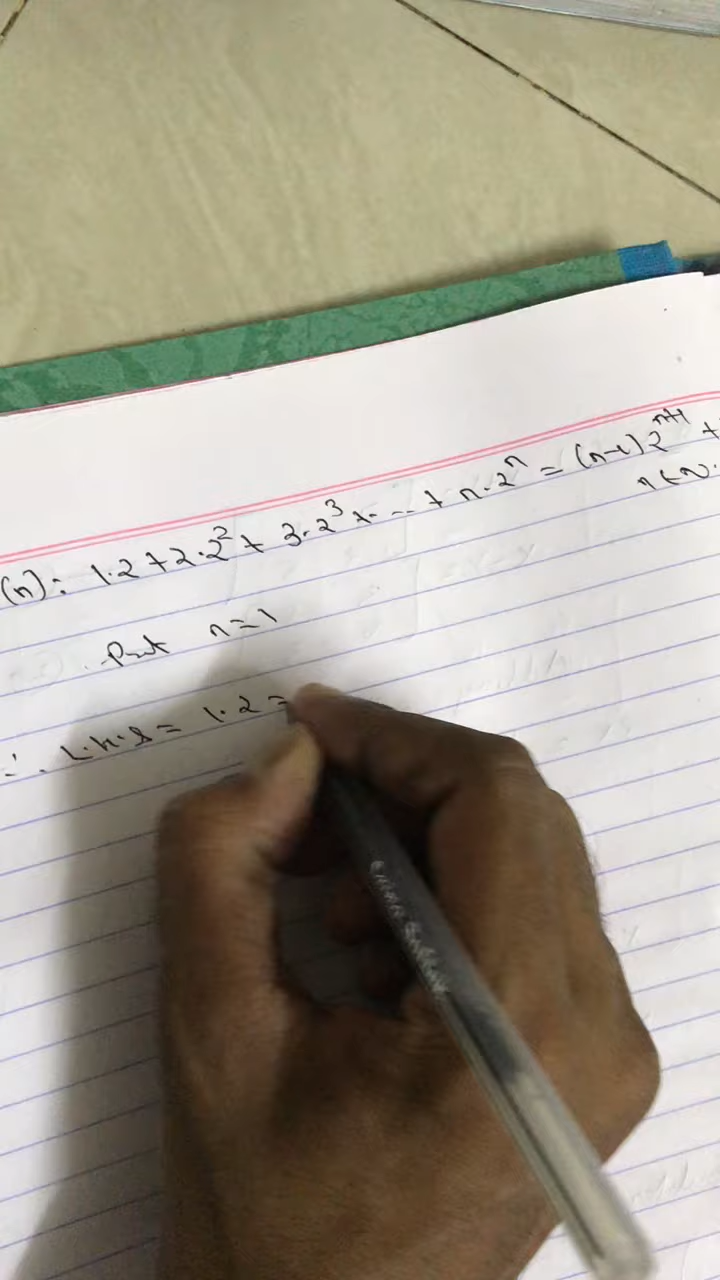 (n): 1·2 + 2·2² + 3·2³ + ... + n·2ⁿ = (n-1) 2ⁿ⁺¹ +
Put n=1
∴ L.H.S = 1·2 =